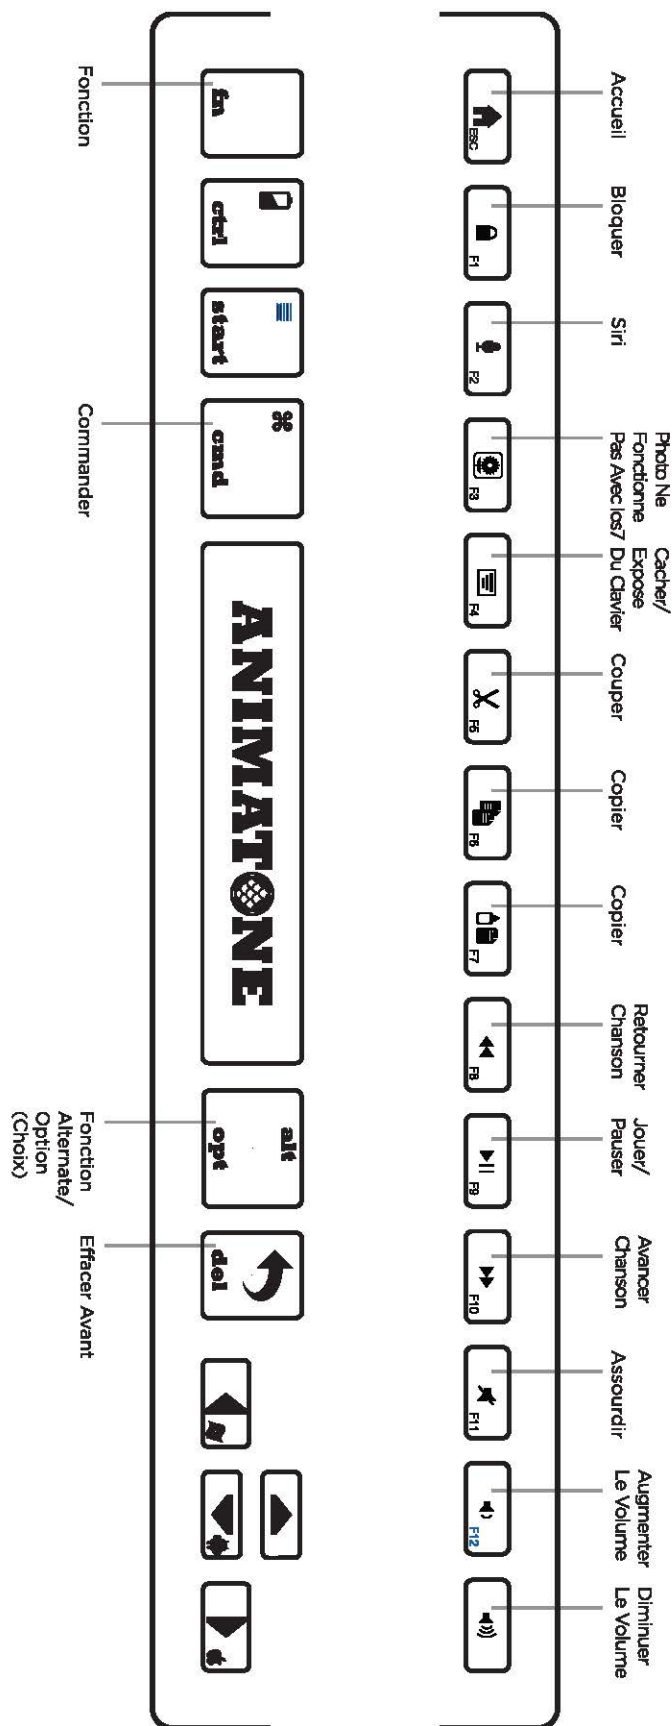 Accueil
Bloquer
Siri
Photo Ne
Fonctionne
Pas Avec Ios7
Cacher/
Expose
Du Clavier
Couper
Copier
Copier
Retourner
Chanson
Jouer/
Pauser
Avancer
Chanson
Assourdir
Augmenter
Le Volume
Diminuer
Le Volume
ESC
F1
F2
F3
F4
F5
F6
F7
F8
F9
F10
F11
F12
fn
ctrl
start
cmd
ANIMATONE
alt
opt
del
Fonction
Commander
Fonction
Alternate/
Option
(Choix)
Effacer Avant